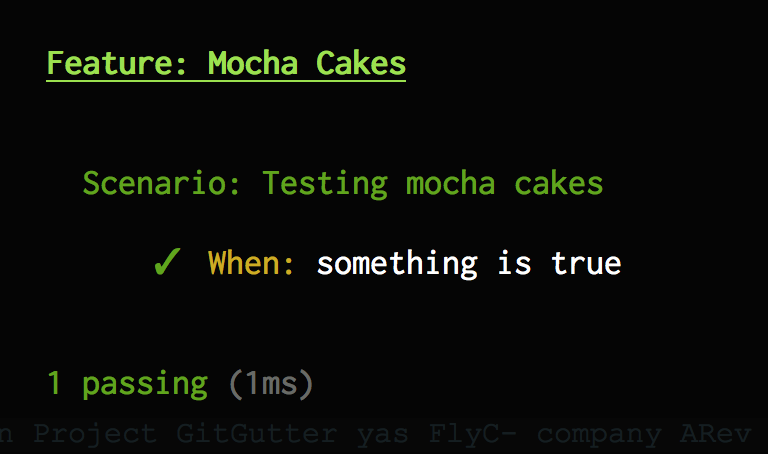 Feature: Mocha Cakes
Scenario: Testing mocha cakes
✓ When: something is true
1 passing (1ms)
n Project GitGutter yas FlyC- company ARev